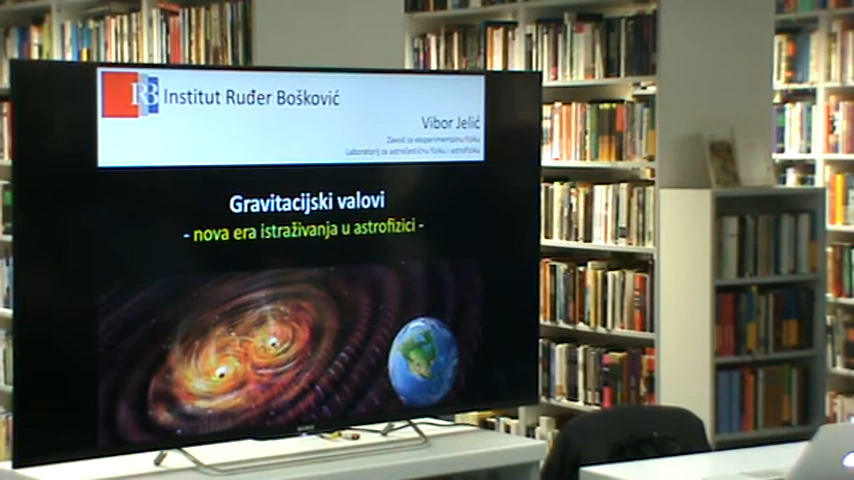 RB Institut Ruđer Bošković
Vibor Jelić
Zavod za eksperimentalnu fiziku
Laboratorij za astročestičnu fiziku i astrofiziku
Gravitacijski valovi
- nova era istraživanja u astrofizici -
SONY